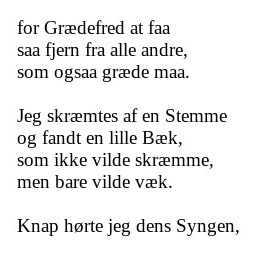 for Grædefred at faa
saa fjern fra alle andre,
som ogsaa græde maa.

Jeg skræmtes af en Stemme
og fandt en lille Bæk,
som ikke vilde skræmme,
men bare vilde væk.

Knap hørte jeg dens Syngen,